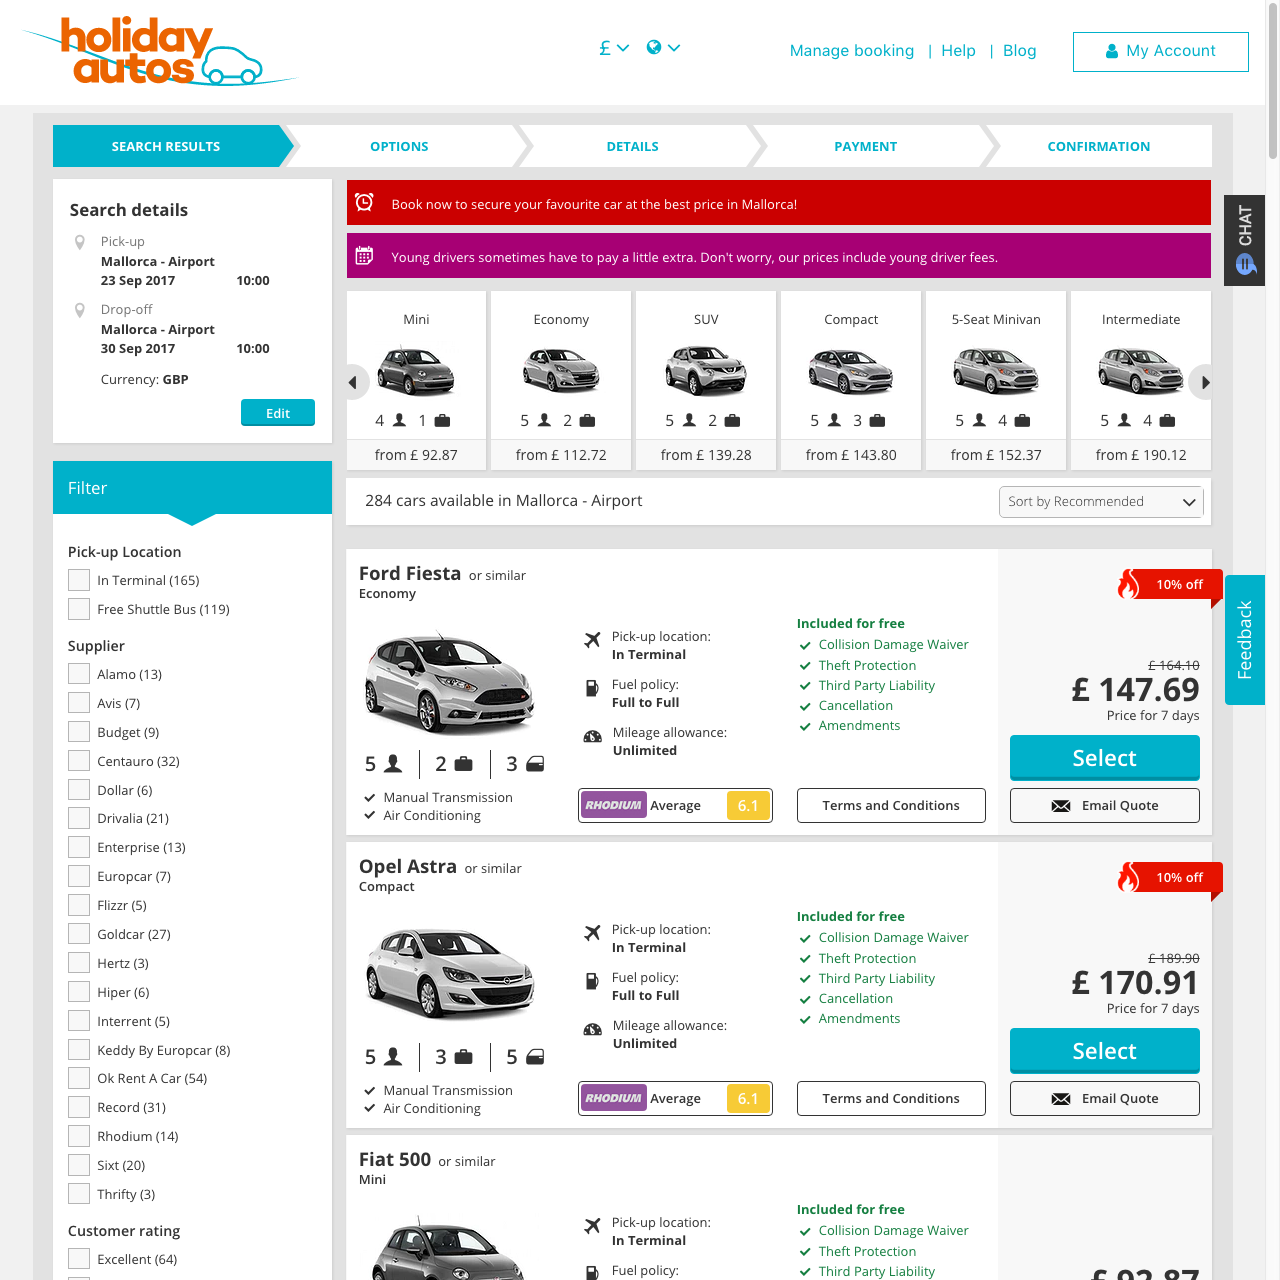 holiday
autos
£
Manage booking | Help | Blog
My Account
SEARCH RESULTS
OPTIONS
DETAILS
PAYMENT
CONFIRMATION
Search details
Pick-up
Mallorca - Airport
23 Sep 2017 10:00
Drop-off
Mallorca - Airport
30 Sep 2017 10:00
Currency: GBP
Edit
Book now to secure your favourite car at the best price in Mallorca!
Young drivers sometimes have to pay a little extra. Don't worry, our prices include young driver fees.
CHAT
Mini
4 1
from £ 92.87
Economy
5 2
from £ 112.72
SUV
5 2
from £ 139.28
Compact
5 3
from £ 143.80
5-Seat Minivan
5 4
from £ 152.37
Intermediate
5 4
from £ 190.12
284 cars available in Mallorca - Airport
Sort by Recommended
Filter
Pick-up Location
In Terminal (165)
Free Shuttle Bus (119)
Supplier
Alamo (13)
Avis (7)
Budget (9)
Centauro (32)
Dollar (6)
Drivalia (21)
Enterprise (13)
Europcar (7)
Flizzr (5)
Goldcar (27)
Hertz (3)
Hiper (6)
Interrent (5)
Keddy By Europcar (8)
Ok Rent A Car (54)
Record (31)
Rhodium (14)
Sixt (20)
Thrifty (3)
Customer rating
Excellent (64)
Ford Fiesta or similar
Economy
5 2 3
Manual Transmission
Air Conditioning
Pick-up location:
In Terminal
Fuel policy:
Full to Full
Mileage allowance:
Unlimited
RHODIUM Average 6.1
Included for free
Collision Damage Waiver
Theft Protection
Third Party Liability
Cancellation
Amendments
Terms and Conditions
10% off
£ 164.10
£ 147.69
Price for 7 days
Select
Email Quote
Feedback
Opel Astra or similar
Compact
5 3 5
Manual Transmission
Air Conditioning
Pick-up location:
In Terminal
Fuel policy:
Full to Full
Mileage allowance:
Unlimited
RHODIUM Average 6.1
Included for free
Collision Damage Waiver
Theft Protection
Third Party Liability
Cancellation
Amendments
Terms and Conditions
10% off
£ 189.90
£ 170.91
Price for 7 days
Select
Email Quote
Fiat 500 or similar
Mini
Pick-up location:
In Terminal
Fuel policy:
Included for free
Collision Damage Waiver
Theft Protection
Third Party Liability
£ 92.87